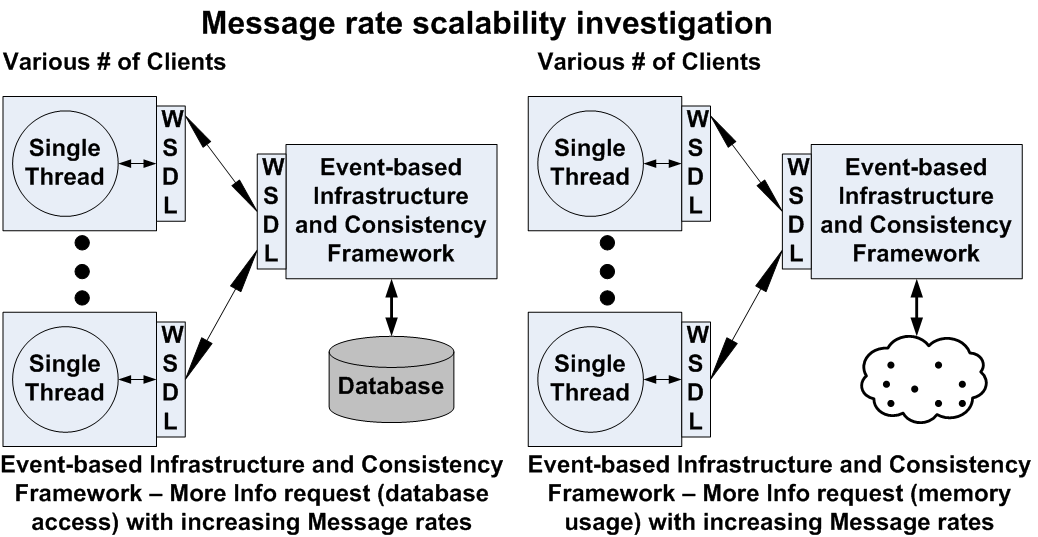 Message rate scalability investigation
Various # of Clients
Single
Thread
W
S
D
L
W
S
D
L
Event-based
Infrastructure
and Consistency
Framework
Single
Thread
W
S
D
L
Database
Event-based Infrastructure and Consistency
Framework – More Info request (database
access) with increasing Message rates
Various # of Clients
Single
Thread
W
S
D
L
W
S
D
L
Event-based
Infrastructure
and Consistency
Framework
Single
Thread
W
S
D
L
Event-based Infrastructure and Consistency
Framework – More Info request (memory
usage) with increasing Message rates